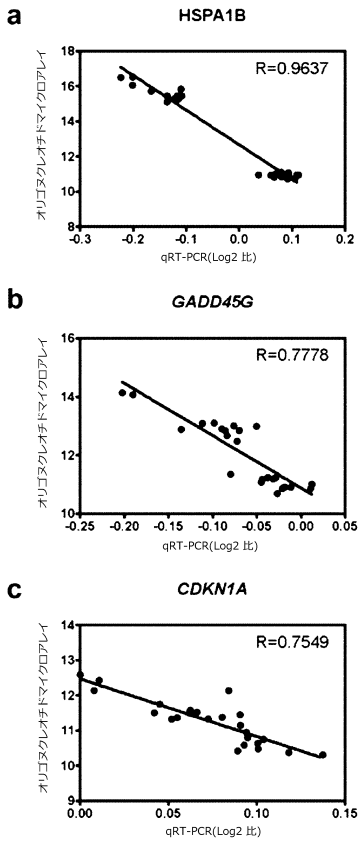 a
HSPA1B
R=0.9637
オリゴヌクレオチドマイクロアレイ
18
16
14
12
10
8
-0.3
-0.2
-0.1
0.0
0.1
0.2
qRT-PCR(Log2 比)
b
GADD45G
R=0.7778
オリゴヌクレオチドマイクロアレイ
16
14
12
10
-0.25
-0.20
-0.15
-0.10
-0.05
0.00
0.05
qRT-PCR(Log2 比)
c
CDKN1A
R=0.7549
オリゴヌクレオチドマイクロアレイ
14
13
12
11
10
9
0.00
0.05
0.10
0.15
qRT-PCR(Log2 比)